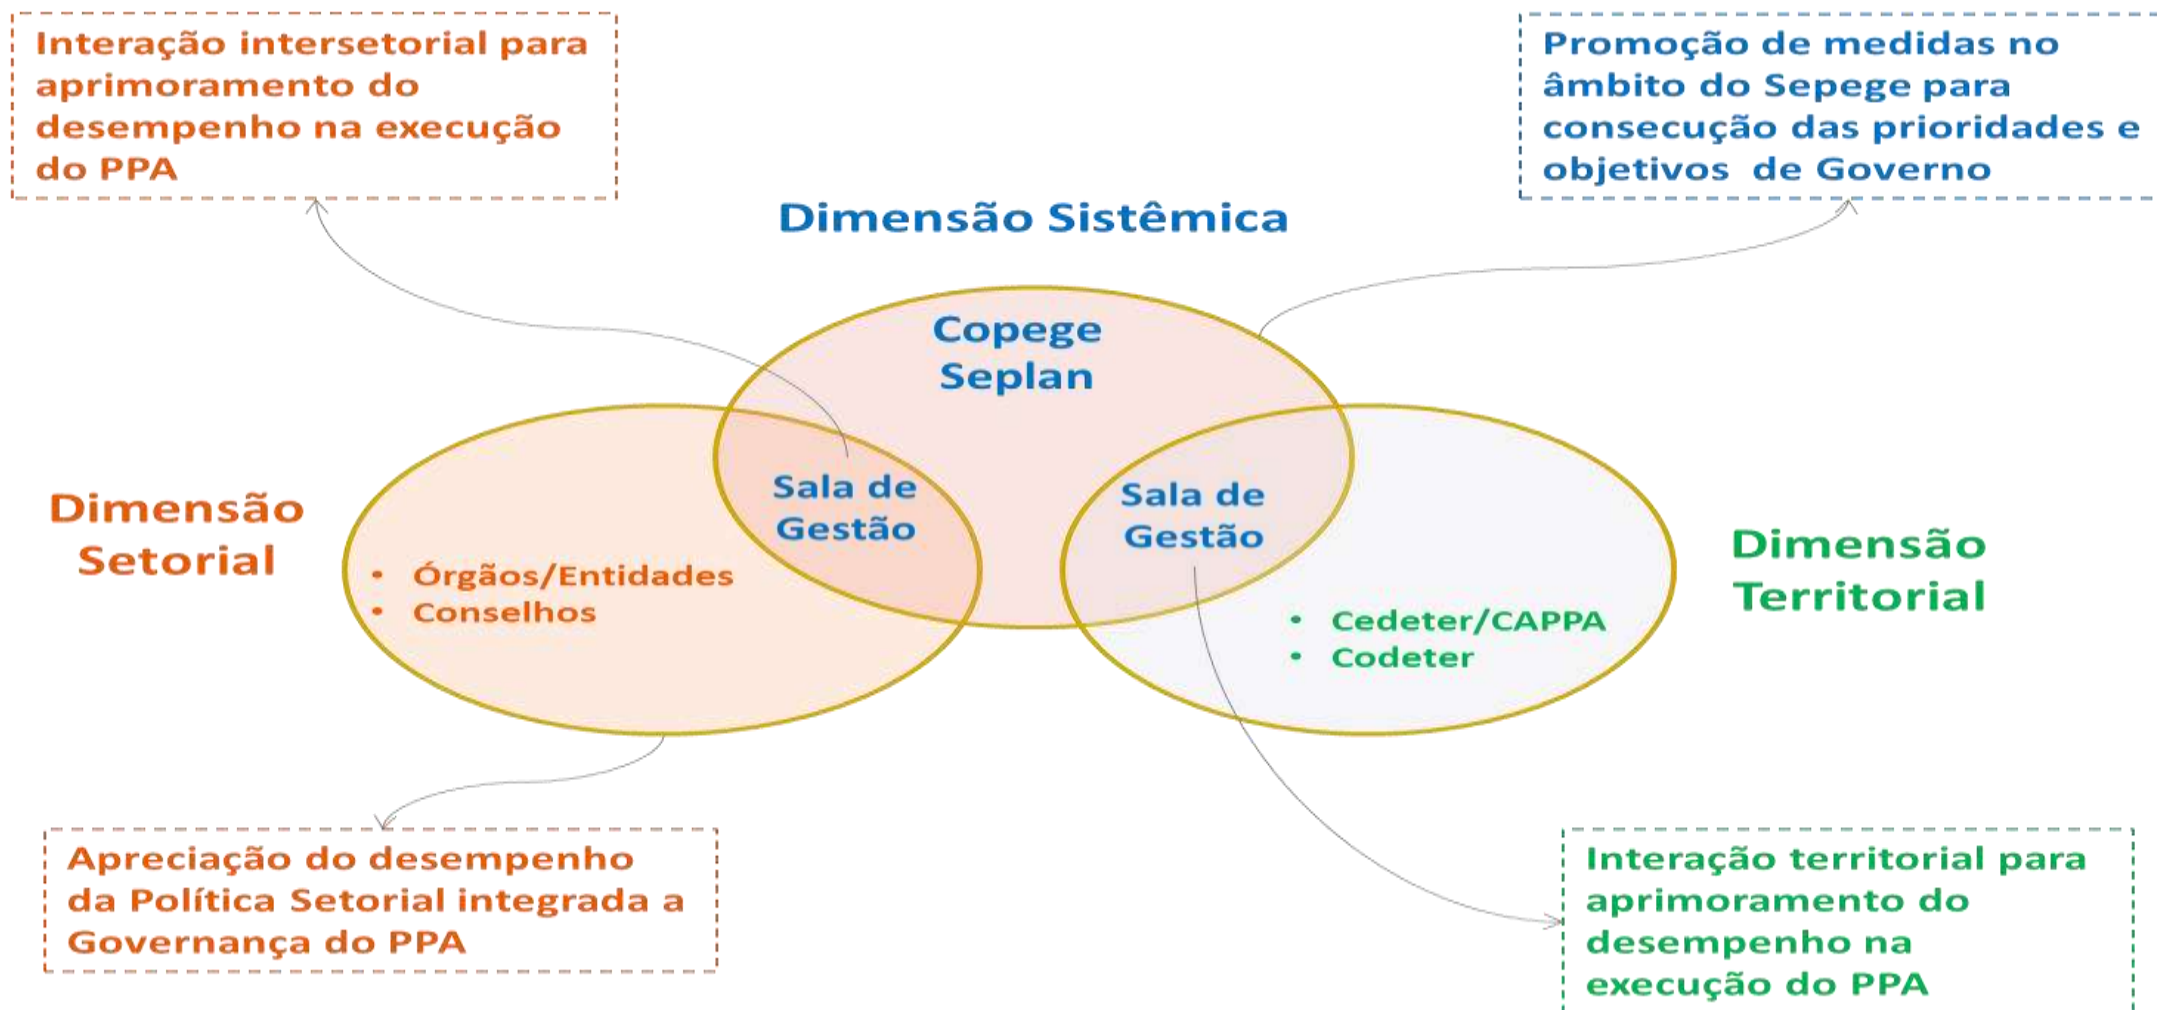 Interação intersetorial para
aprimoramento do
desempenho na execução
do PPA
Promoção de medidas no
âmbito do Sepege para
consecução das prioridades e
objetivos de Governo
Dimensão Sistêmica
Copege
Seplan
Dimensão
Setorial
Sala de
Gestão
Sala de
Gestão
• Órgãos/Entidades
• Conselhos
Dimensão
Territorial
• Cedeter/CAPPA
• Codeter
Apreciação do desempenho
da Política Setorial integrada a
Governança do PPA
Interação territorial para
aprimoramento do
desempenho na
execução do PPA